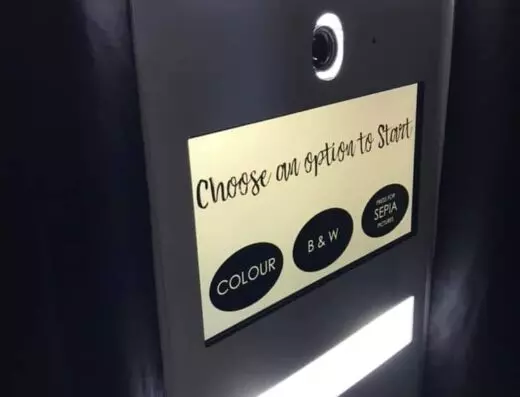 Choose an option to Start
COLOUR
B & W
PRESS FOR
SEPIA
PICTURES